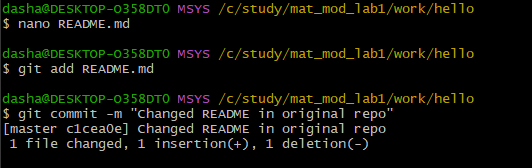 dasha@DESKTOP-O358DT0 MSYS /c/study/mat_mod_lab1/work/hello
$ nano README.md
dasha@DESKTOP-O358DT0 MSYS /c/study/mat_mod_lab1/work/hello
$ git add README.md
dasha@DESKTOP-O358DT0 MSYS /c/study/mat_mod_lab1/work/hello
$ git commit -m "Changed README in original repo"
[master c1cea0e] Changed README in original repo
 1 file changed, 1 insertion(+), 1 deletion(-)